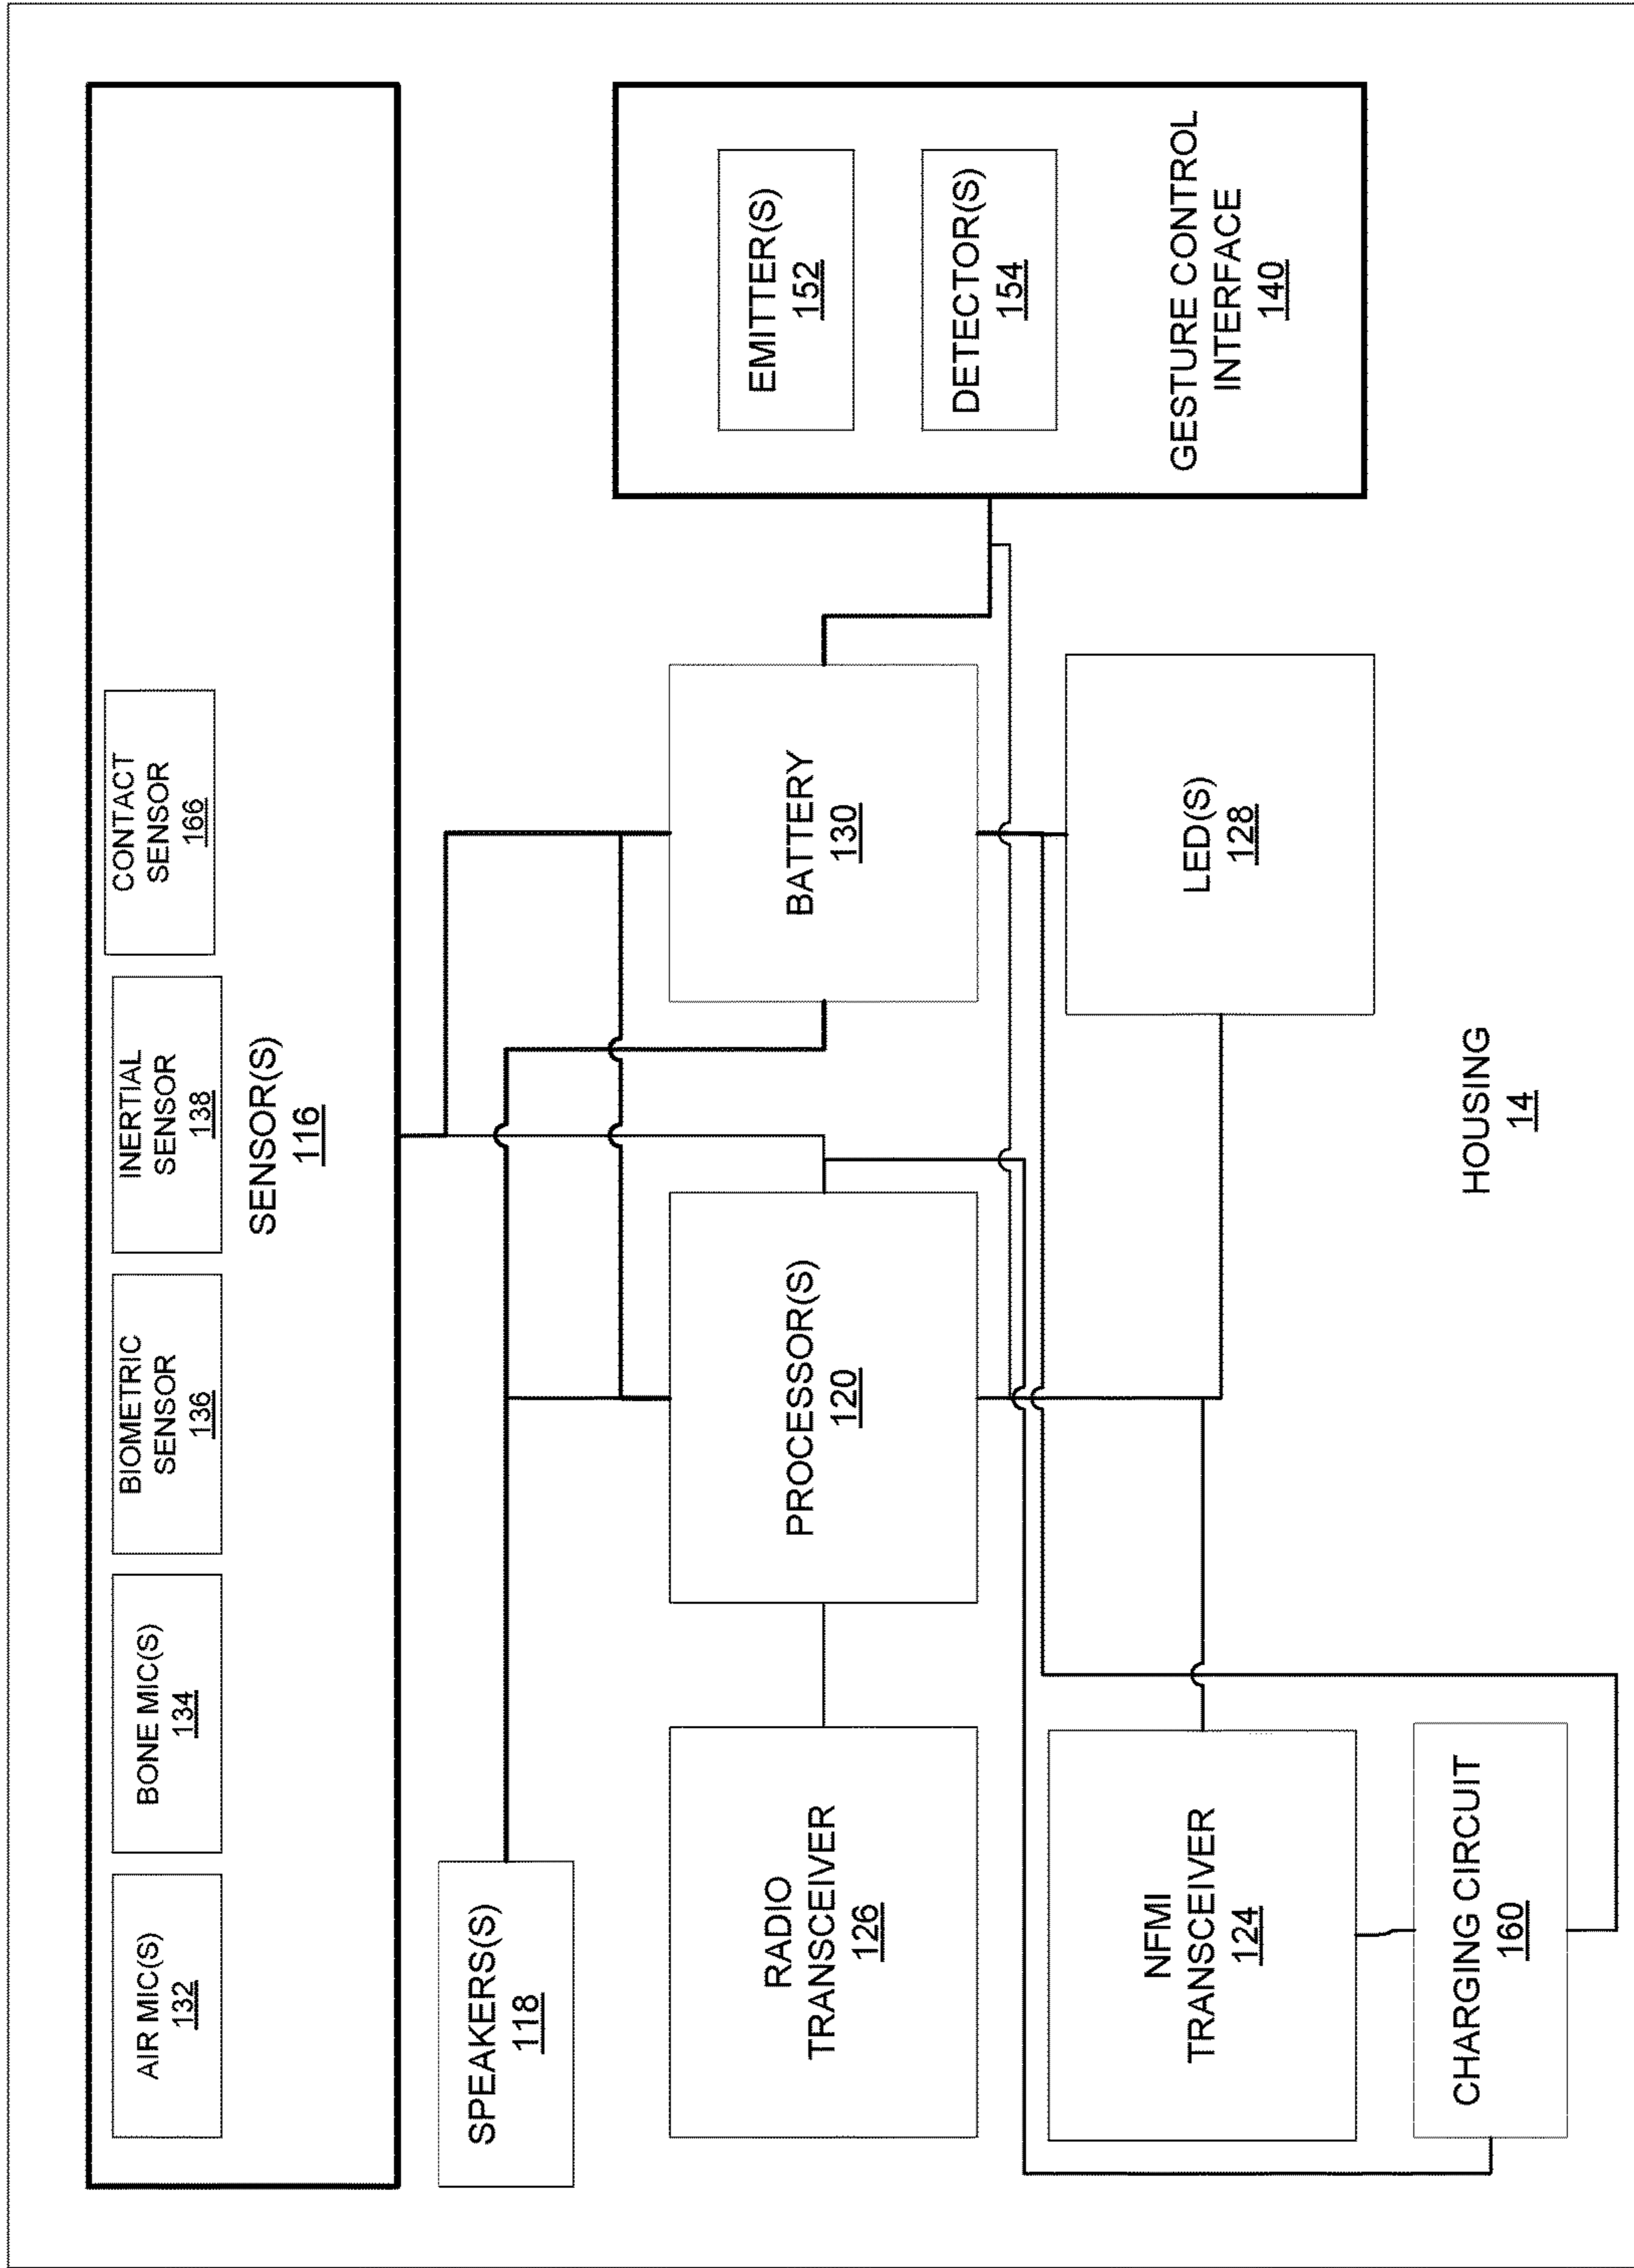 AIR MIC(S)
132
BONE MIC(S)
134
BIOMETRIC
SENSOR
136
INERTIAL
SENSOR
138
CONTACT
SENSOR
166
SENSOR(S)
116
SPEAKERS(S)
118
RADIO
TRANSCEIVER
126
PROCESSOR(S)
120
BATTERY
130
EMITTER(S)
152
DETECTOR(S)
154
GESTURE CONTROL
INTERFACE
140
NFMI
TRANSCEIVER
124
LED(S)
128
CHARGING CIRCUIT
160
HOUSING
14